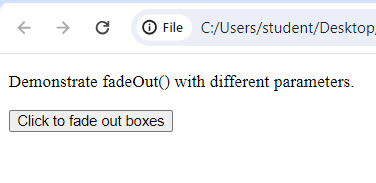 File C:/Users/student/Desktop,
Demonstrate fadeOut() with different parameters.
Click to fade out boxes